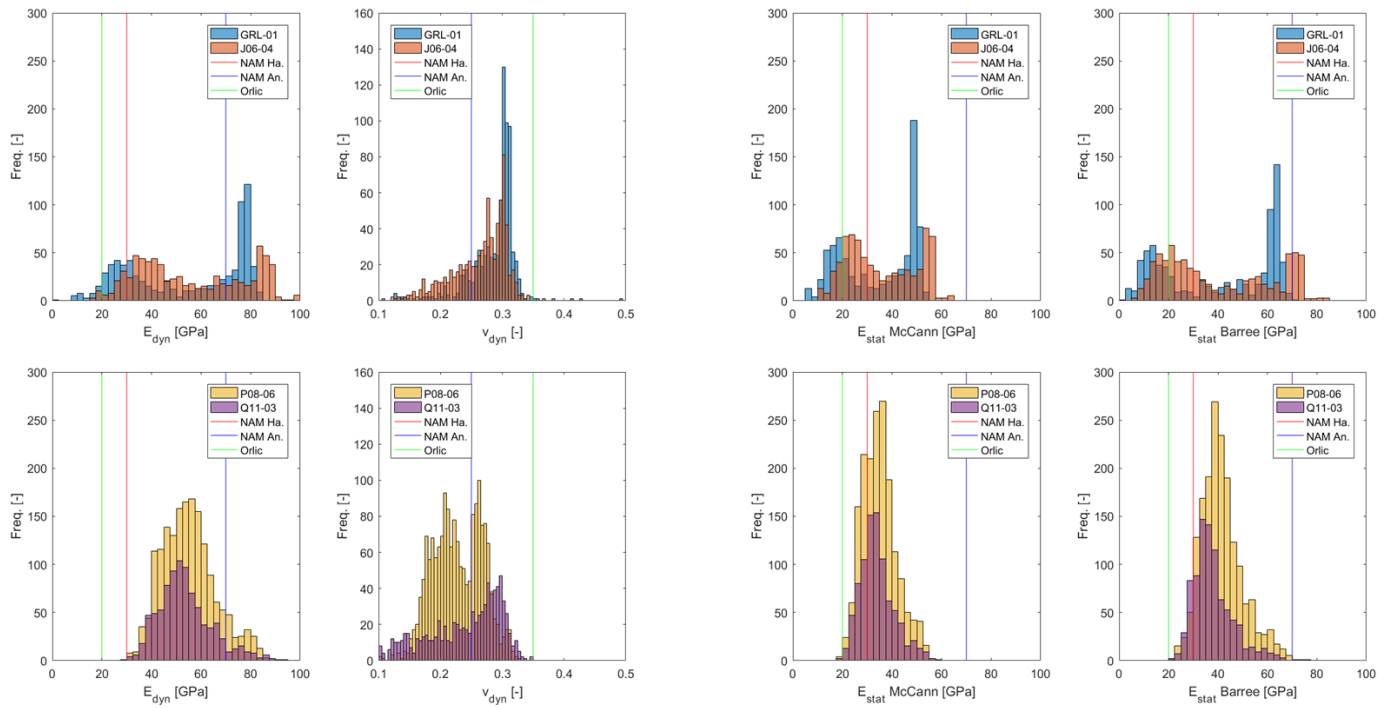 300
250
200
150
100
50
0
Freq. [-]
GRL-01
J06-04
NAM Ha.
NAM An.
Orlic
0 20 40 60 80 100
E_dyn [GPa]
160
140
120
100
80
60
40
20
0
Freq. [-]
GRL-01
J06-04
NAM Ha.
NAM An.
Orlic
0.1 0.2 0.3 0.4 0.5
v_dyn [-]
300
250
200
150
100
50
0
Freq. [-]
GRL-01
J06-04
NAM Ha.
NAM An.
Orlic
0 20 40 60 80 100
E_stat McCann [GPa]
300
250
200
150
100
50
0
Freq. [-]
GRL-01
J06-04
NAM Ha.
NAM An.
Orlic
0 20 40 60 80 100
E_stat Barree [GPa]
300
250
200
150
100
50
0
Freq. [-]
P08-06
Q11-03
NAM Ha.
NAM An.
Orlic
0 20 40 60 80 100
E_dyn [GPa]
160
140
120
100
80
60
40
20
0
Freq. [-]
P08-06
Q11-03
NAM Ha.
NAM An.
Orlic
0.1 0.2 0.3 0.4 0.5
v_dyn [-]
300
250
200
150
100
50
0
Freq. [-]
P08-06
Q11-03
NAM Ha.
NAM An.
Orlic
0 20 40 60 80 100
E_stat McCann [GPa]
300
250
200
150
100
50
0
Freq. [-]
P08-06
Q11-03
NAM Ha.
NAM An.
Orlic
0 20 40 60 80 100
E_stat Barree [GPa]